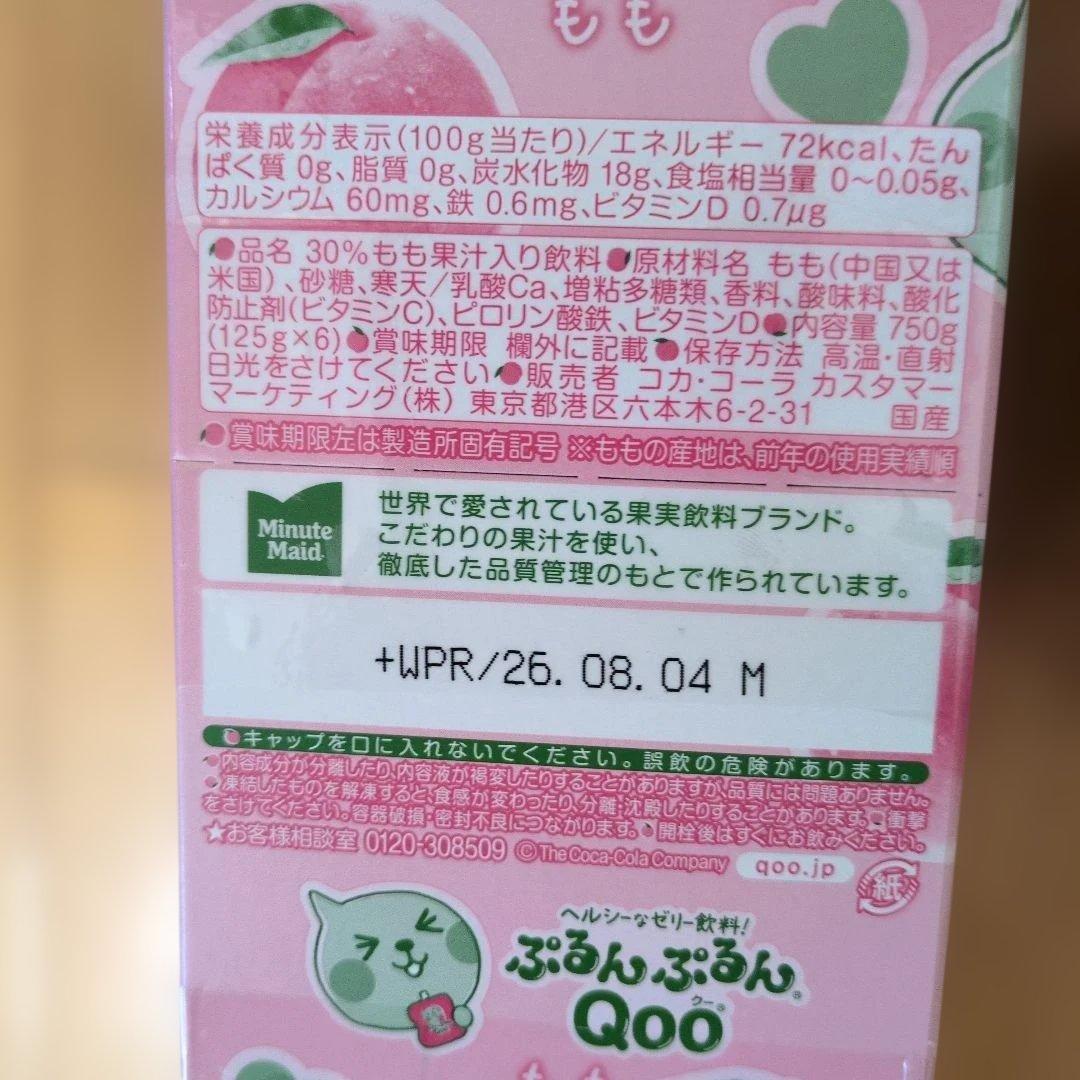 もも
栄養成分表示(100g当たり)/エネルギー 72kcal、たん
ぱく質 0g、脂質 0g、炭水化物 18g、食塩相当量 0~0.05g、
カルシウム 60mg、鉄 0.6mg、ビタミンD 0.7μg
品名 30%もも果汁入り飲料 原材料名 もも(中国又は
米国)、砂糖、寒天/乳酸Ca、増粘多糖類、香料、酸味料、酸化
防止剤(ビタミンC)、ピロリン酸鉄、ビタミンD 内容量 750g
(125g×6) 賞味期限 欄外に記載 保存方法 高温・直射
日光をさけてください 販売者 コカ・コーラ カスタマー
マーケティング(株) 東京都港区六本木6-2-31 国産
賞味期限左は製造所固有記号 ※ももの産地は、前年の使用実績順
Minute
Maid
世界で愛されている果実飲料ブランド。
こだわりの果汁を使い、
徹底した品質管理のもとで作られています。
+WPR/26. 08. 04 M
キャップを口に入れないでください。誤飲の危険があります。
内容成分が分離したり、内容液が褐変したりすることがありますが、品質には問題ありません。
凍結したものを解凍すると、食感が変わったり、分離・沈殿したりすることがあります。衝撃
をさけてください。容器破損・密封不良につながります。開栓後はすぐにお飲みください。
★お客様相談室 0120-308509 ©The Coca-Cola Company qoo.jp
紙
ヘルシーなゼリー飲料!
ぷるんぷるん®
クー®
Qoo
もも